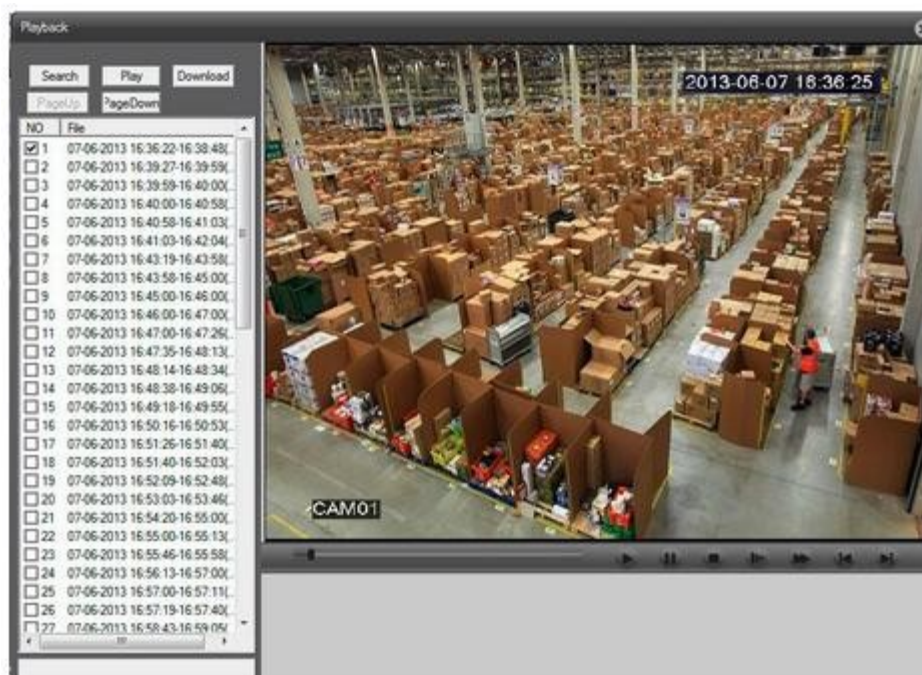 Playback
Search Play Download
PageUp PageDown
NO File
1 07-06-2013 16:36:22-16:38:48(..
2 07-06-2013 16:39:27-16:39:59(..
3 07-06-2013 16:39:59-16:40:00(..
4 07-06-2013 16:40:00-16:40:58(..
5 07-06-2013 16:40:58-16:41:03(..
6 07-06-2013 16:41:03-16:42:04(..
7 07-06-2013 16:43:19-16:43:58(..
8 07-06-2013 16:43:58-16:45:00(..
9 07-06-2013 16:45:00-16:46:00(..
10 07-06-2013 16:46:00-16:47:00(..
11 07-06-2013 16:47:00-16:47:26(..
12 07-06-2013 16:47:35-16:48:13(..
13 07-06-2013 16:48:14-16:48:34(..
14 07-06-2013 16:48:38-16:49:06(..
15 07-06-2013 16:49:18-16:49:55(..
16 07-06-2013 16:50:16-16:50:53(..
17 07-06-2013 16:51:26-16:51:40(..
18 07-06-2013 16:51:40-16:52:03(..
19 07-06-2013 16:52:09-16:52:48(..
20 07-06-2013 16:53:03-16:53:46(..
21 07-06-2013 16:54:20-16:55:00(..
22 07-06-2013 16:55:00-16:55:13(..
23 07-06-2013 16:55:46-16:55:58(..
24 07-06-2013 16:56:13-16:57:00(..
25 07-06-2013 16:57:00-16:57:11(..
26 07-06-2013 16:57:19-16:57:40(..
27 07-06-2013 16:58:43-16:59:05(
2013-06-07 16:36:25
CAM01